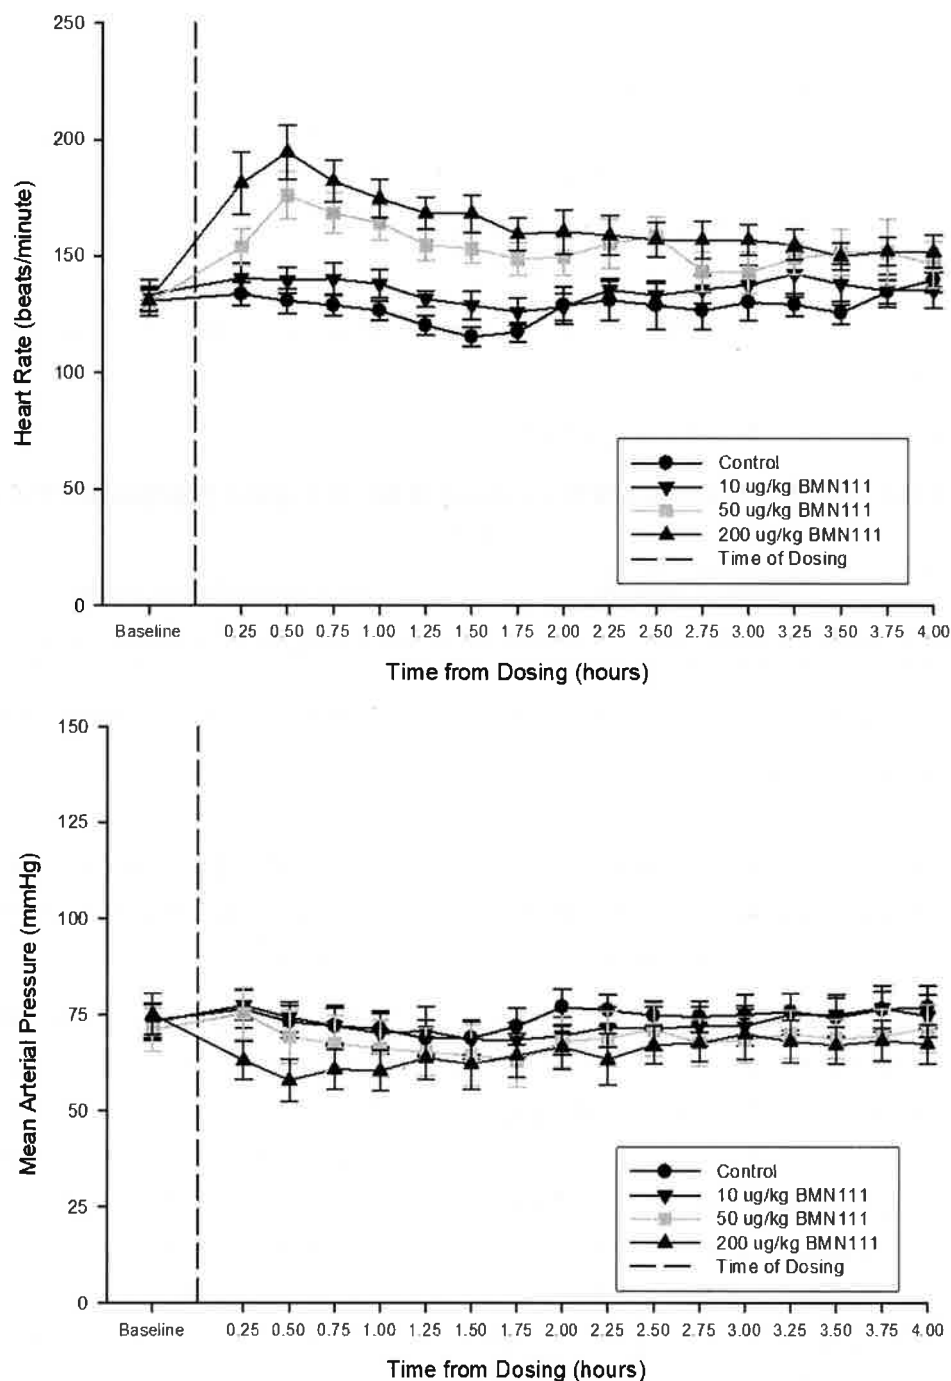 250
200
150
100
50
0
Heart Rate (beats/minute)
Control
10 ug/kg BMN111
50 ug/kg BMN111
200 ug/kg BMN111
Time of Dosing
Baseline 0.25 0.50 0.75 1.00 1.25 1.50 1.75 2.00 2.25 2.50 2.75 3.00 3.25 3.50 3.75 4.00
Time from Dosing (hours)
150
125
100
75
50
25
0
Mean Arterial Pressure (mmHg)
Control
10 ug/kg BMN111
50 ug/kg BMN111
200 ug/kg BMN111
Time of Dosing
Baseline 0.25 0.50 0.75 1.00 1.25 1.50 1.75 2.00 2.25 2.50 2.75 3.00 3.25 3.50 3.75 4.00
Time from Dosing (hours)